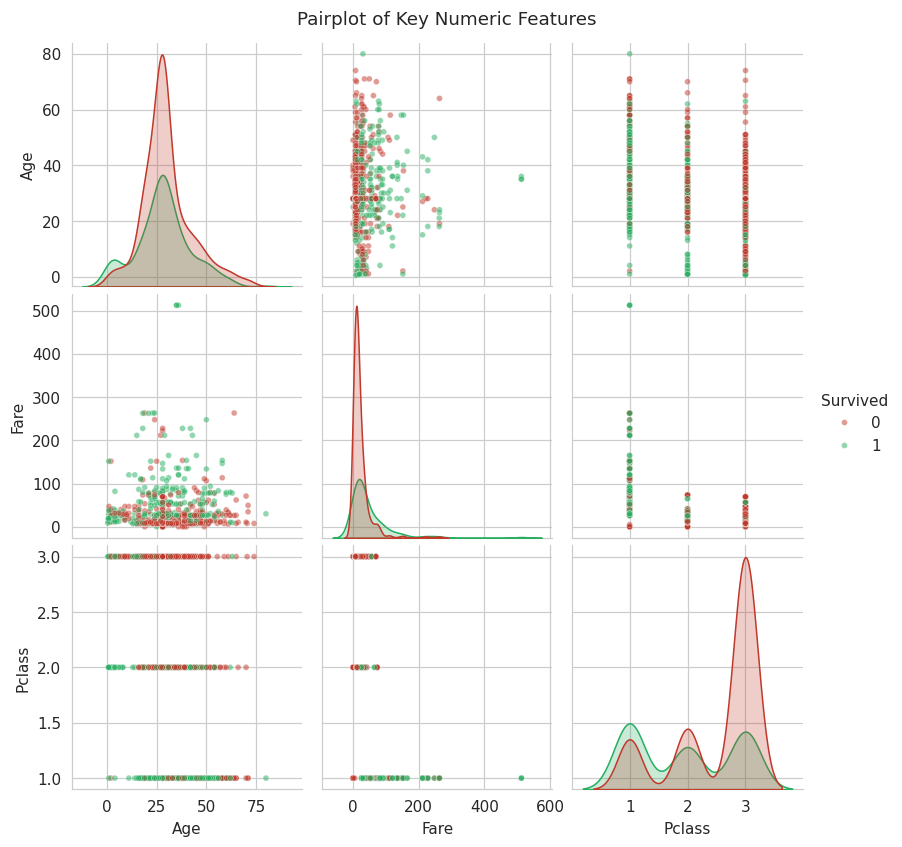 Pairplot of Key Numeric Features
80
60
40
20
0
Age
500
400
300
200
100
0
Fare
Survived
0
1
3.0
2.5
2.0
1.5
1.0
Pclass
0 25 50 75
0 200 400 600
1 2 3
Age
Fare
Pclass